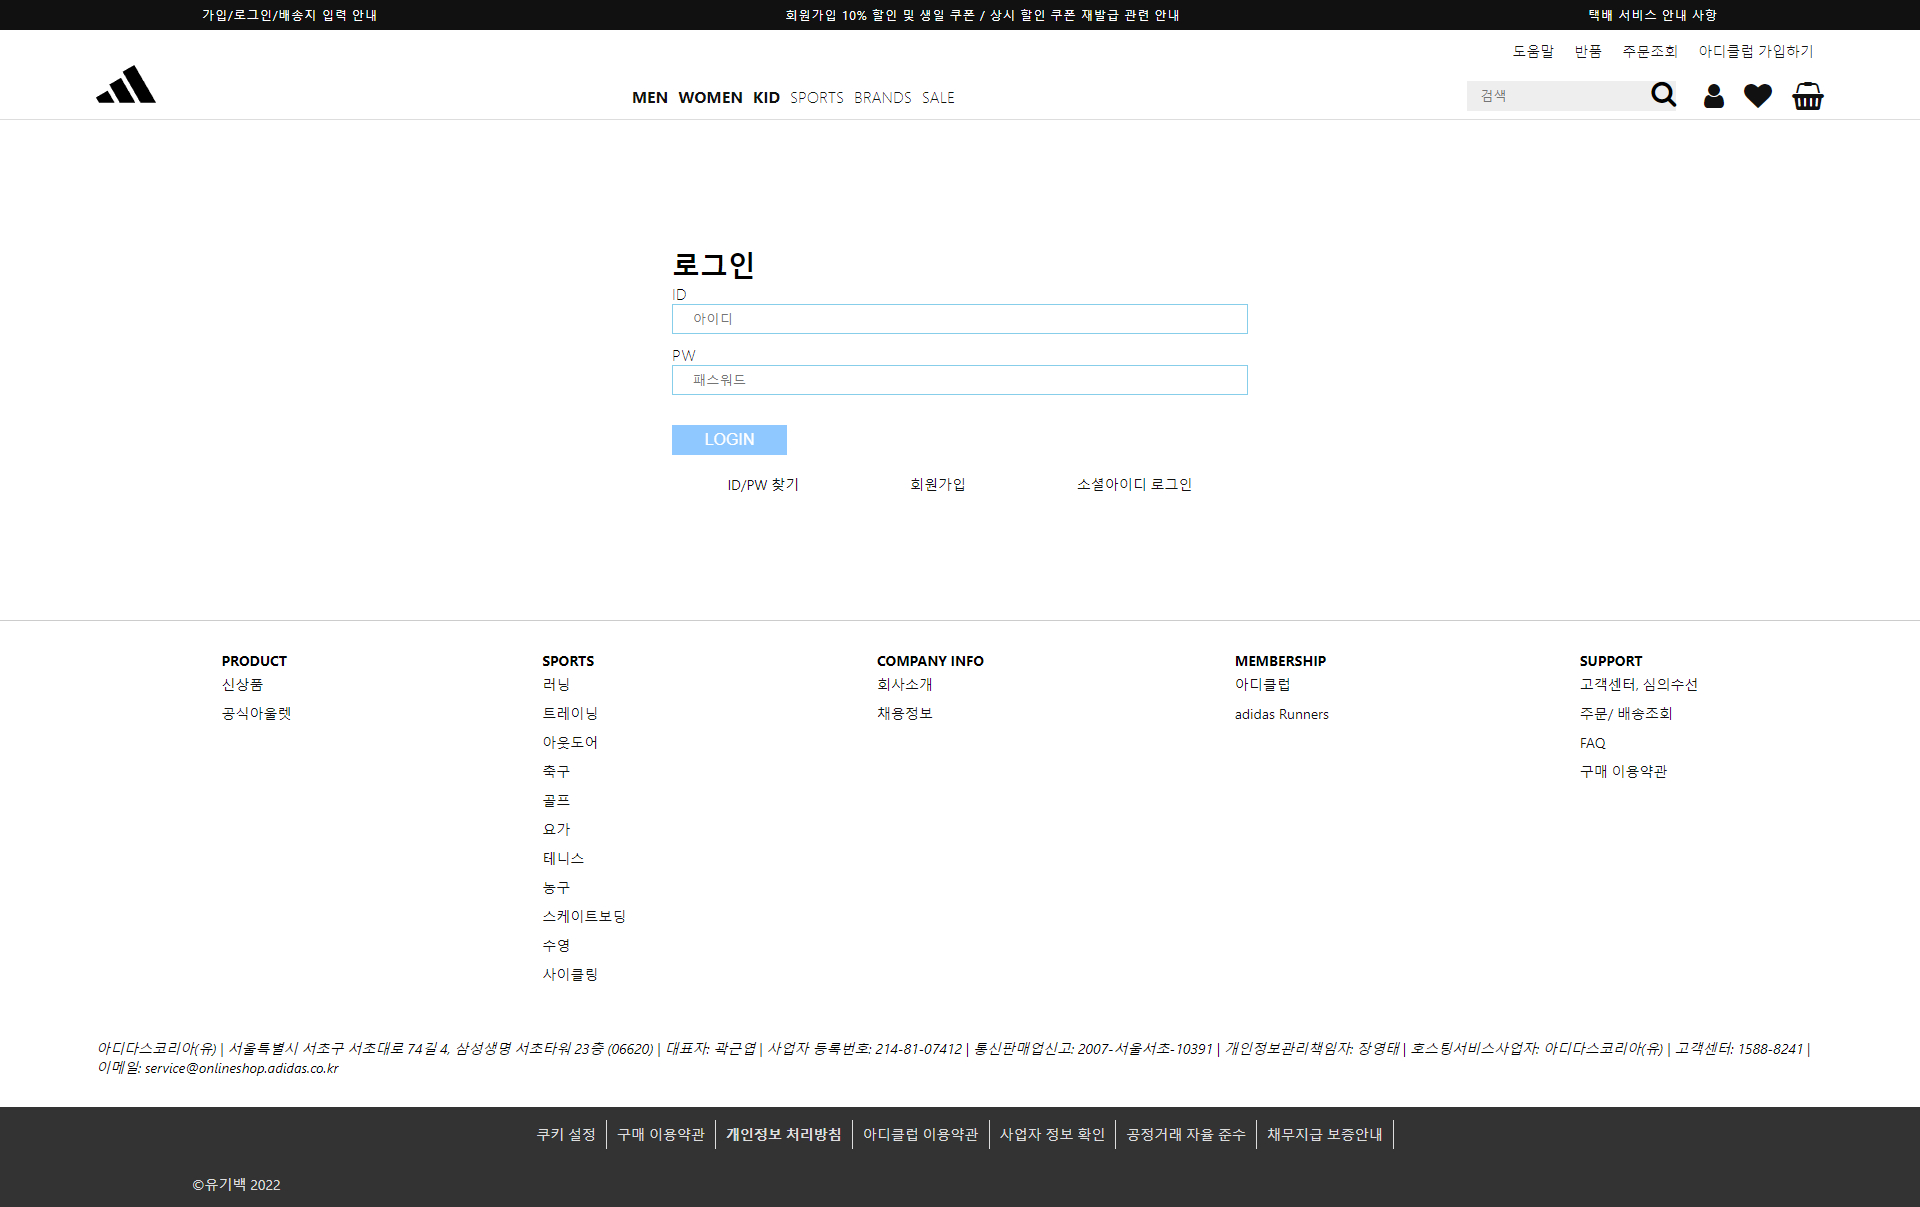 가입/로그인/배송지 입력 안내 회원가입 10% 할인 및 생일 쿠폰 / 상시 할인 쿠폰 재발급 관련 안내 택배 서비스 안내 사항
도움말 반품 주문조회 아디클럽 가입하기
MEN WOMEN KID SPORTS BRANDS SALE 검색
로그인
ID
아이디
PW
패스워드
LOGIN
ID/PW 찾기 회원가입 소셜아이디 로그인
PRODUCT
신상품
공식아울렛
SPORTS
러닝
트레이닝
아웃도어
축구
골프
요가
테니스
농구
스케이트보딩
수영
사이클링
COMPANY INFO
회사소개
채용정보
MEMBERSHIP
아디클럽
adidas Runners
SUPPORT
고객센터, 심의수선
주문/ 배송조회
FAQ
구매 이용약관
아디다스코리아(유) | 서울특별시 서초구 서초대로 74길 4, 삼성생명 서초타워 23층 (06620) | 대표자: 곽근엽 | 사업자 등록번호: 214-81-07412 | 통신판매업신고: 2007-서울서초-10391 | 개인정보관리책임자: 장영태 | 호스팅서비스사업자: 아디다스코리아(유) | 고객센터: 1588-8241 |
이메일: service@onlineshop.adidas.co.kr
쿠키 설정 구매 이용약관 개인정보 처리방침 아디클럽 이용약관 사업자 정보 확인 공정거래 자율 준수 채무지급 보증안내
©유기백 2022